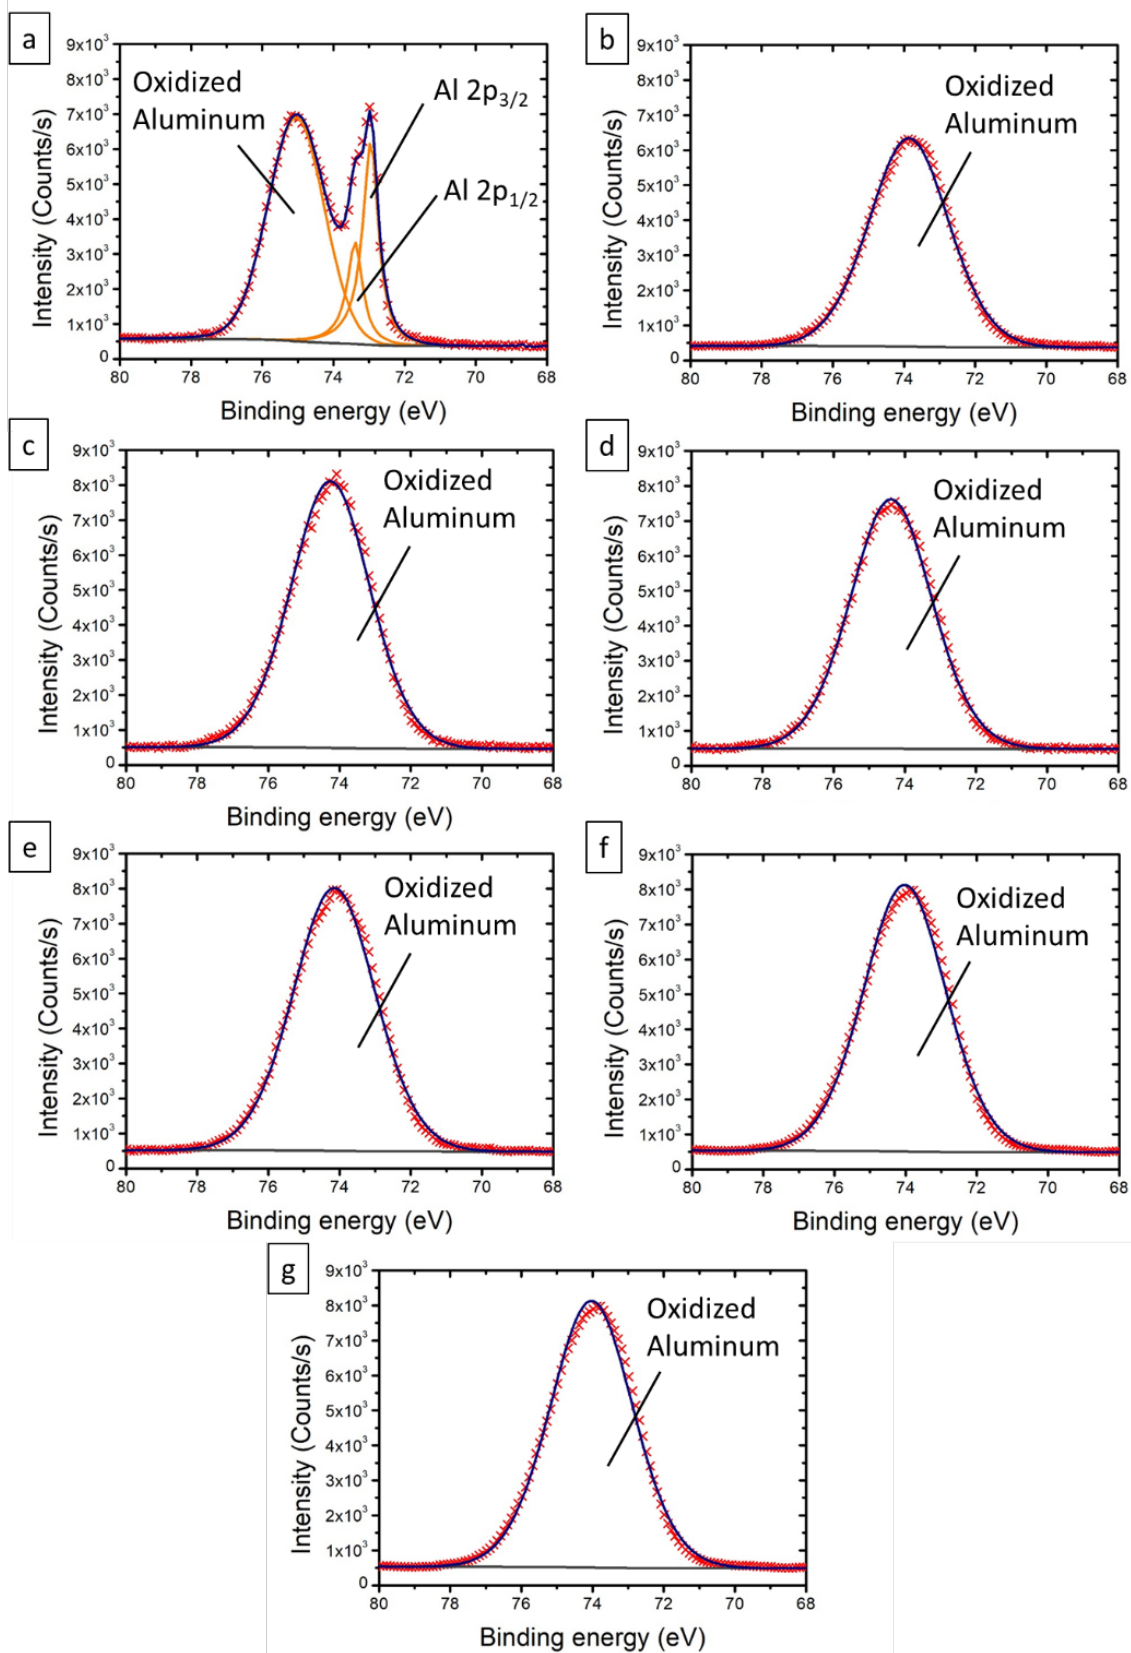 a
9x10³
8x10³
7x10³
6x10³
5x10³
4x10³
3x10³
2x10³
1x10³
0
Intensity (Counts/s)
Oxidized
Aluminum
Al 2p3/2
Al 2p1/2
80 78 76 74 72 70 68
Binding energy (eV)
b
9x10³
8x10³
7x10³
6x10³
5x10³
4x10³
3x10³
2x10³
1x10³
0
Intensity (Counts/s)
Oxidized
Aluminum
80 78 76 74 72 70 68
Binding energy (eV)
c
9x10³
8x10³
7x10³
6x10³
5x10³
4x10³
3x10³
2x10³
1x10³
0
Intensity (Counts/s)
Oxidized
Aluminum
80 78 76 74 72 70 68
Binding energy (eV)
d
9x10³
8x10³
7x10³
6x10³
5x10³
4x10³
3x10³
2x10³
1x10³
0
Intensity (Counts/s)
Oxidized
Aluminum
80 78 76 74 72 70 68
Binding energy (eV)
e
9x10³
8x10³
7x10³
6x10³
5x10³
4x10³
3x10³
2x10³
1x10³
0
Intensity (Counts/s)
Oxidized
Aluminum
80 78 76 74 72 70 68
Binding energy (eV)
f
9x10³
8x10³
7x10³
6x10³
5x10³
4x10³
3x10³
2x10³
1x10³
0
Intensity (Counts/s)
Oxidized
Aluminum
80 78 76 74 72 70 68
Binding energy (eV)
g
9x10³
8x10³
7x10³
6x10³
5x10³
4x10³
3x10³
2x10³
1x10³
0
Intensity (Counts/s)
Oxidized
Aluminum
80 78 76 74 72 70 68
Binding energy (eV)